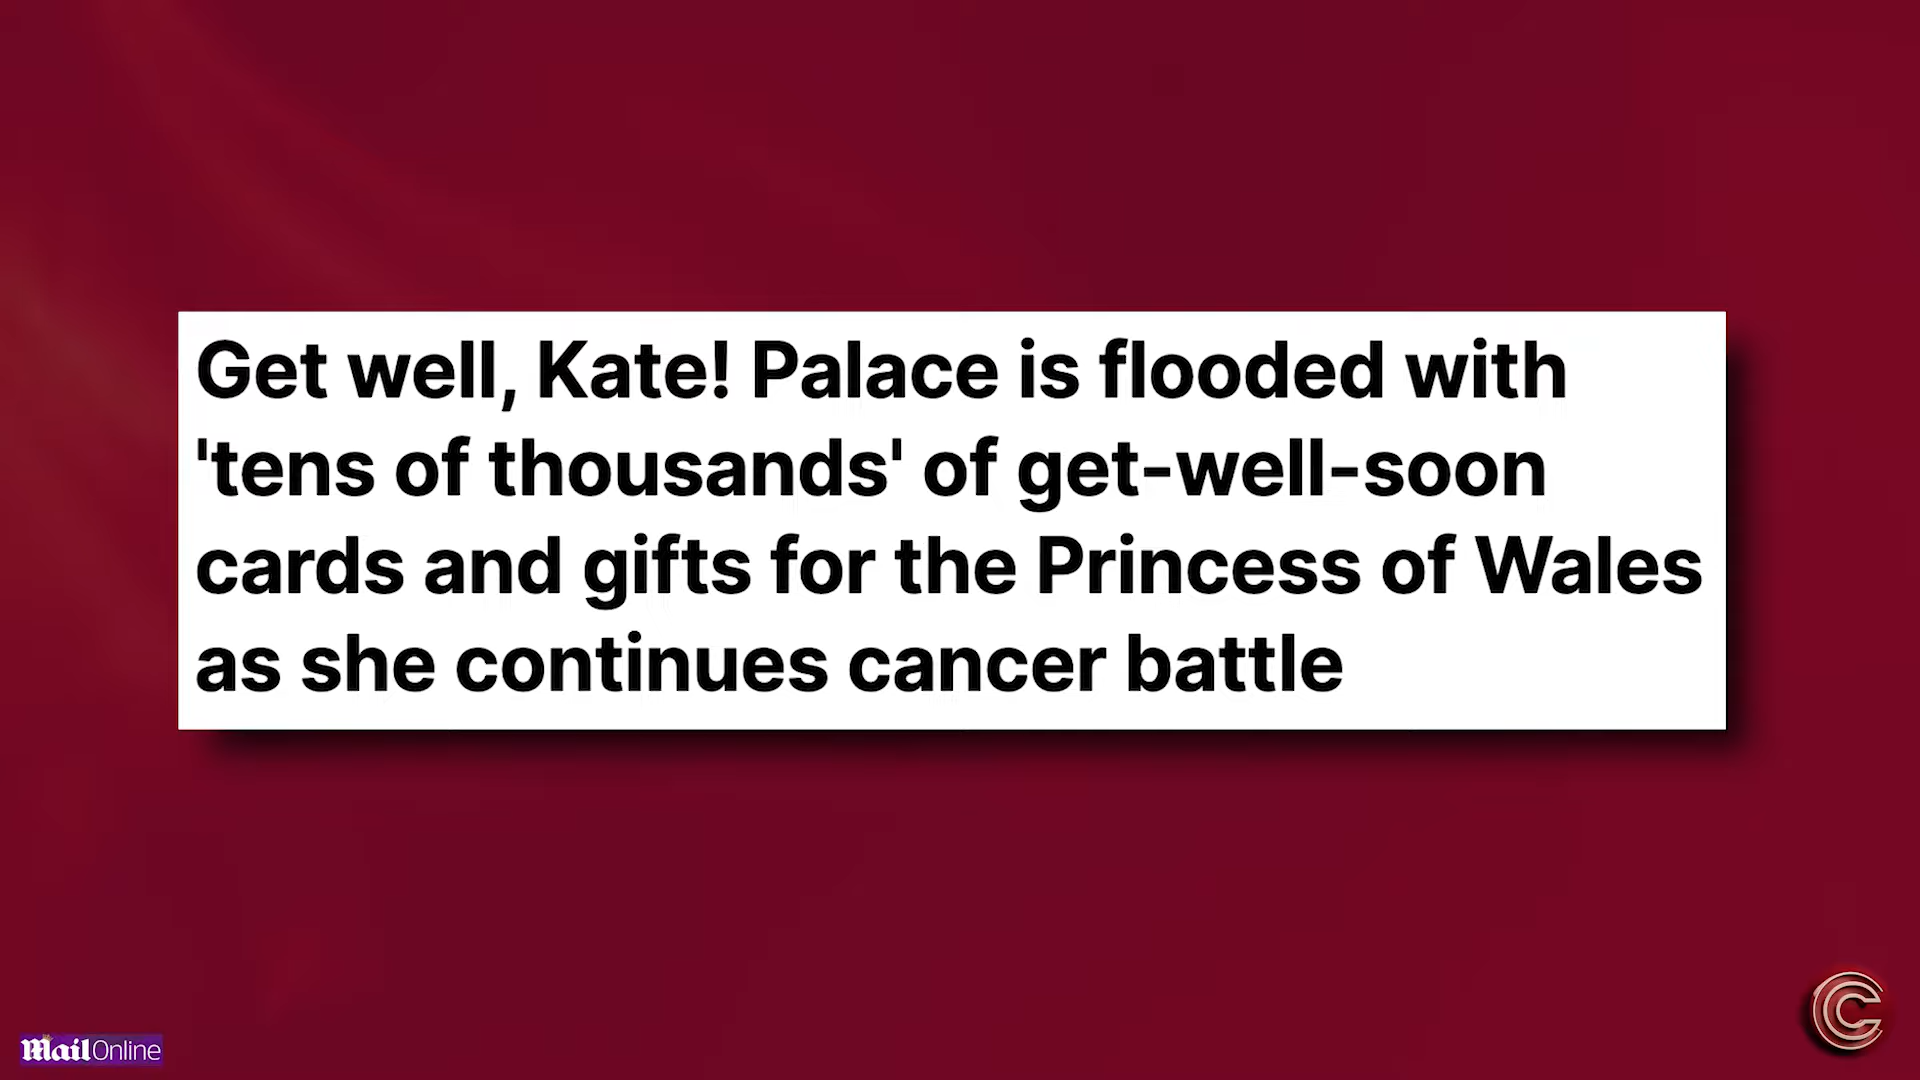 Get well, Kate! Palace is flooded with
'tens of thousands' of get-well-soon
cards and gifts for the Princess of Wales
as she continues cancer battle
MailOnline
C